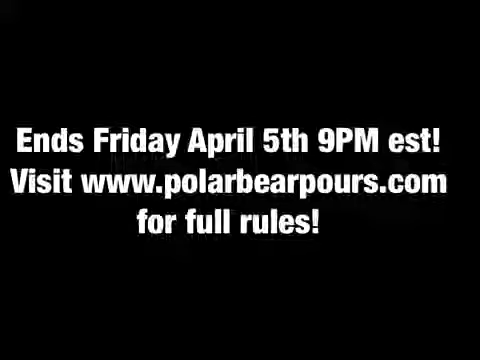 Ends Friday April 5th 9PM est!
Visit www.polarbearpours.com
for full rules!